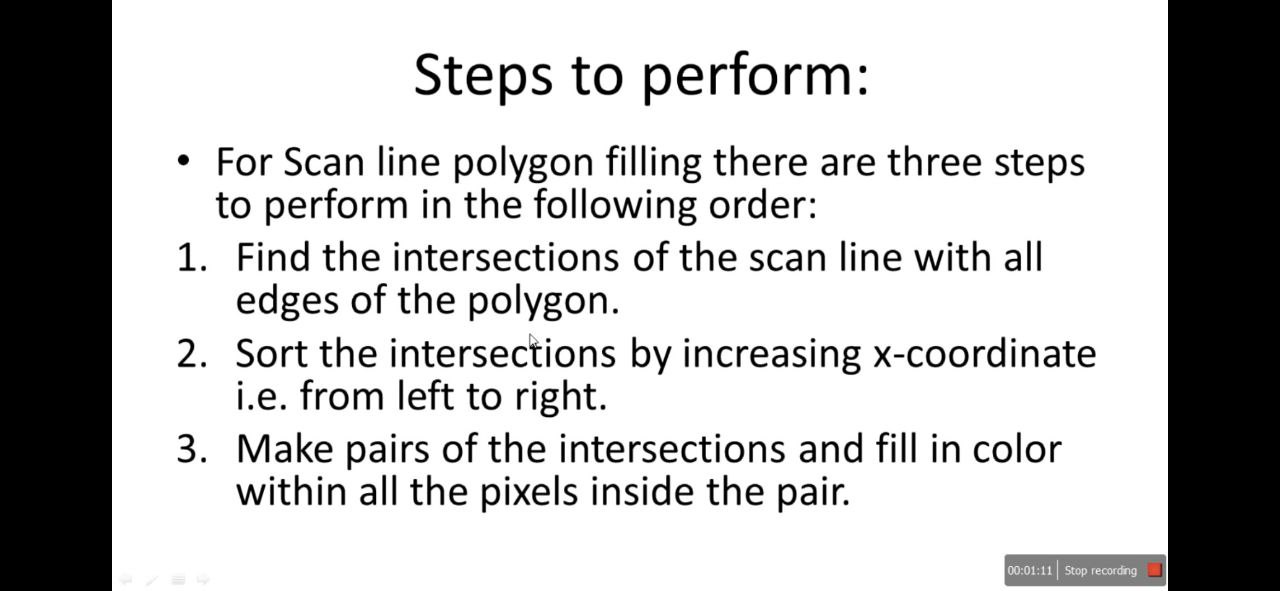 Steps to perform:
• For Scan line polygon filling there are three steps
to perform in the following order:
1. Find the intersections of the scan line with all
edges of the polygon.
2. Sort the intersections by increasing x-coordinate
i.e. from left to right.
3. Make pairs of the intersections and fill in color
within all the pixels inside the pair.
00:01:11 Stop recording